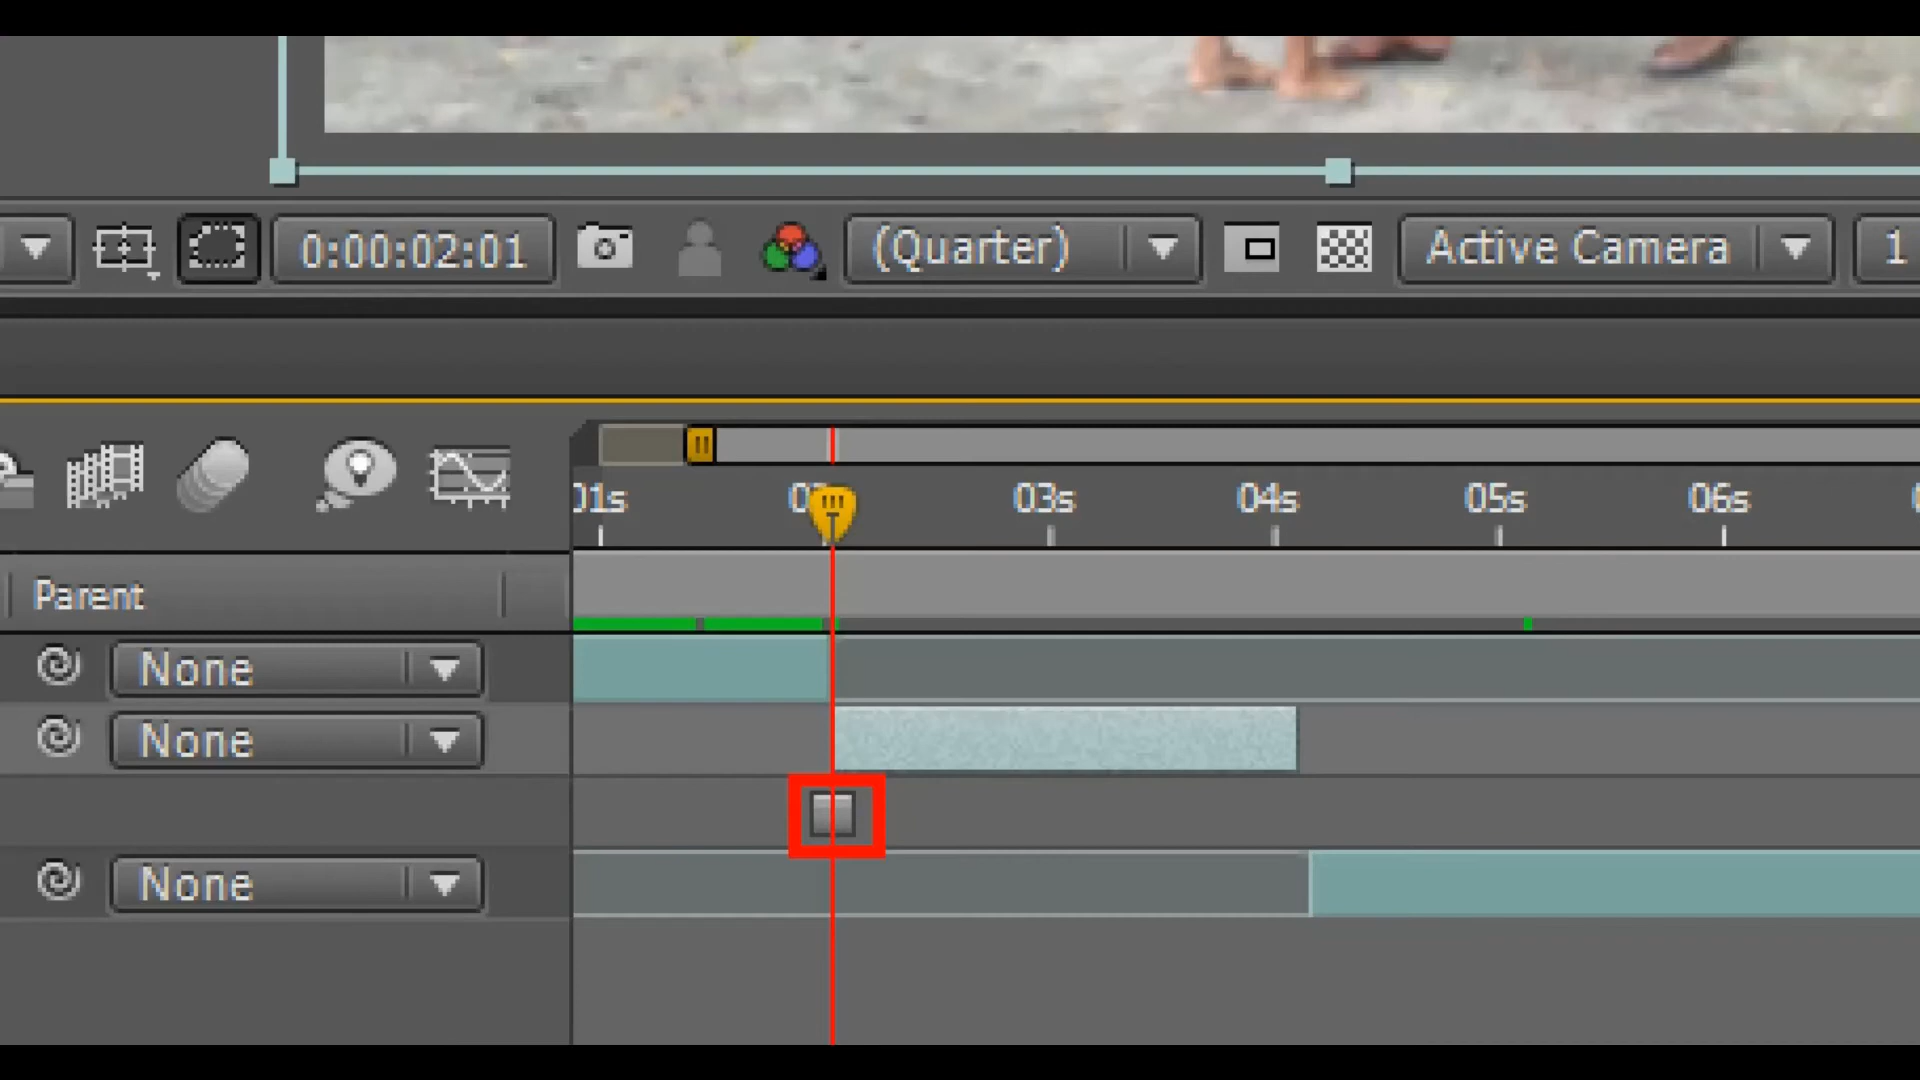 0:00:02:01 (Quarter) Active Camera 1
01s 03s 04s 05s 06s
Parent
None
None
None